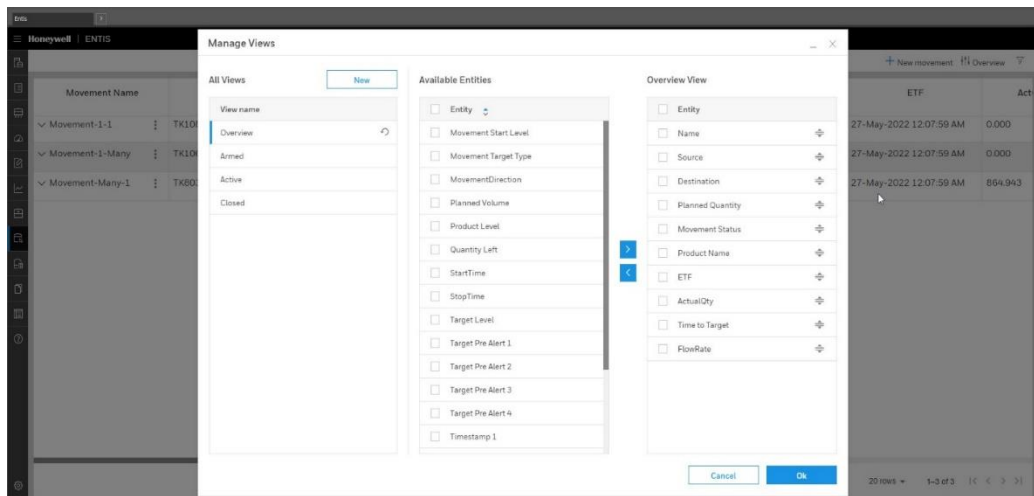 Entis
Honeywell | ENTIS
Manage Views
+ New movement Overview
All Views
New
Available Entities
Overview View
Movement Name
ETF
View name
Entity
Entity
Overview
Movement Start Level
Name
Movement-1-1
27-May-2022 12:07:59 AM
0.000
Armed
Movement Target Type
Source
Movement-1-Many
27-May-2022 12:07:59 AM
0.000
Active
MovementDirection
Destination
Movement-Many-1
27-May-2022 12:07:59 AM
864.943
Closed
Planned Volume
Planned Quantity
Product Level
Movement Status
Quantity Left
Product Name
StartTime
ETF
StopTime
ActualQty
Target Level
Time to Target
Target Pre Alert 1
FlowRate
Target Pre Alert 2
Target Pre Alert 3
Target Pre Alert 4
Timestamp 1
Cancel
Ok
20 rows
1-3 of 3